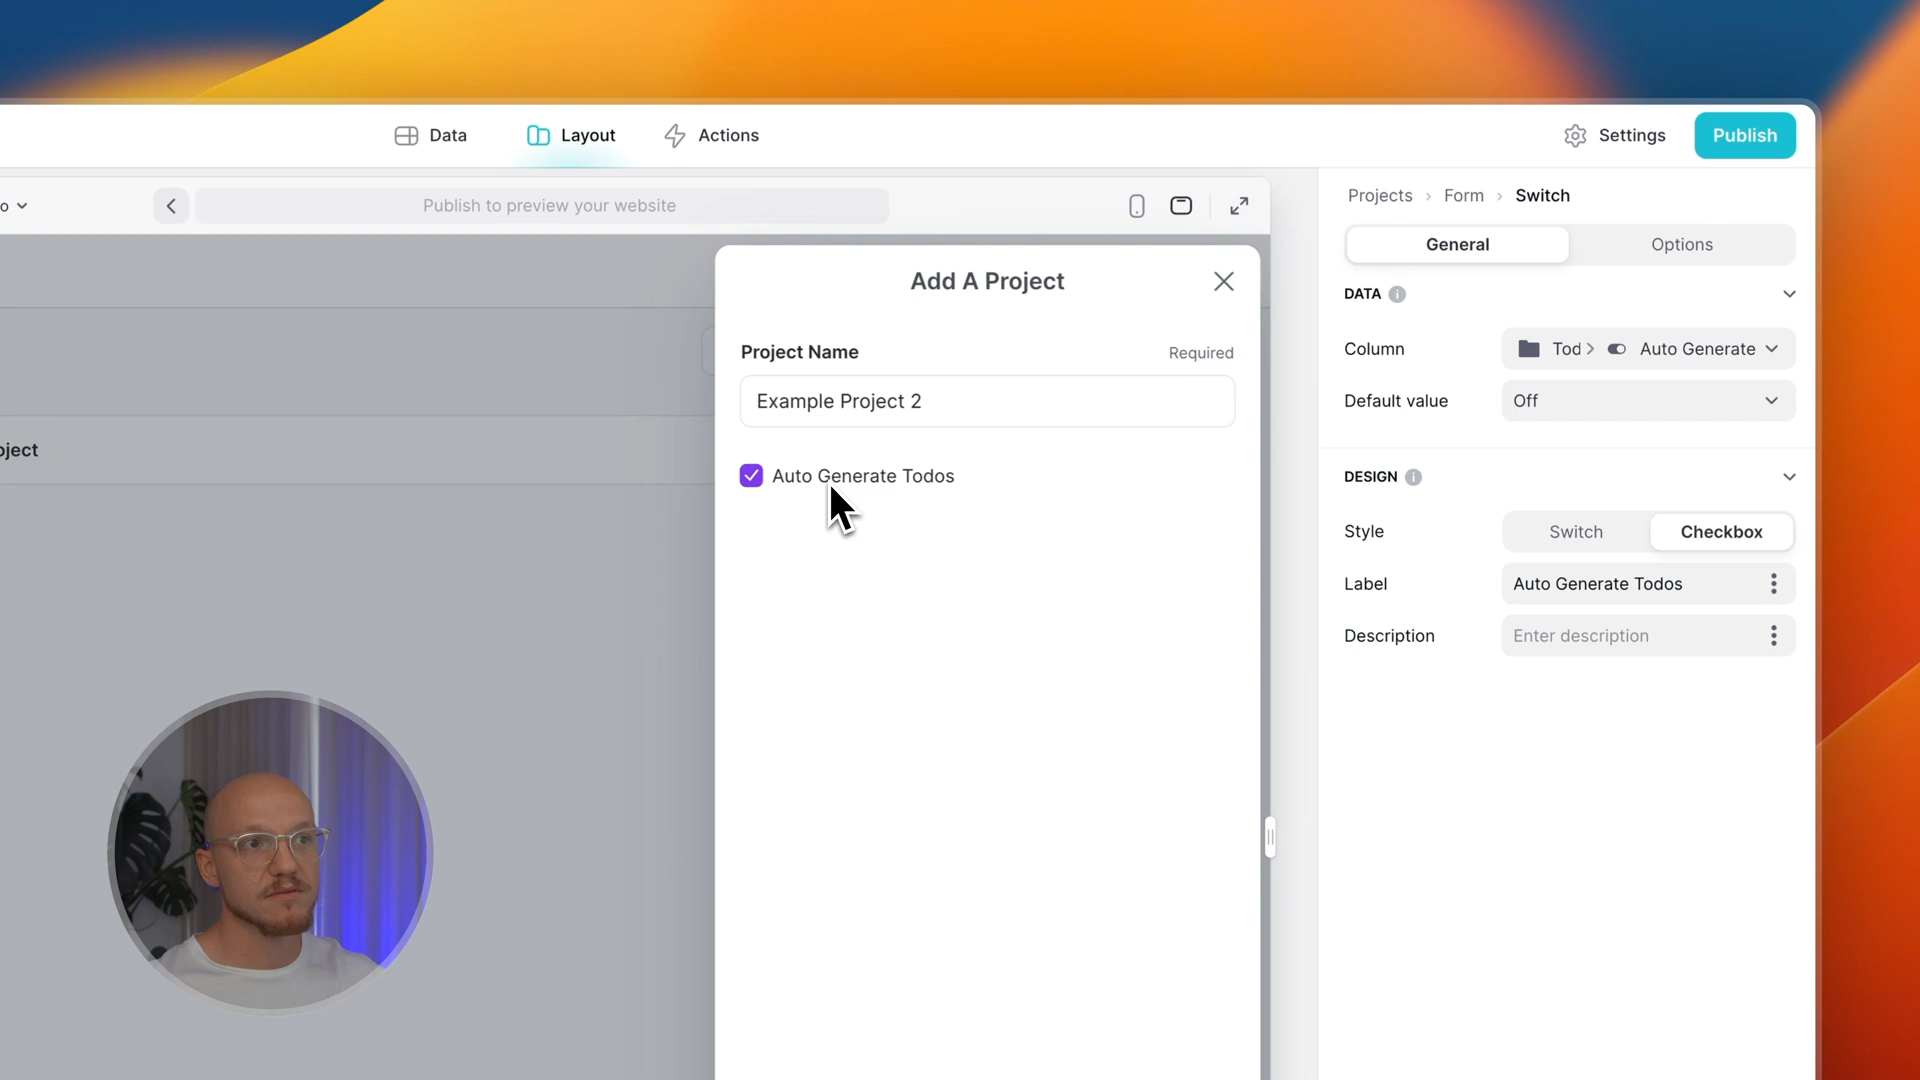 Data
Layout
Actions
Settings
Publish
o
Publish to preview your website
Projects > Form > Switch
General
Options
Add A Project
DATA
Project Name
Required
Column
Tod > Auto Generate
Example Project 2
Default value
Off
oject
Auto Generate Todos
DESIGN
Style
Switch
Checkbox
Label
Auto Generate Todos
Description
Enter description